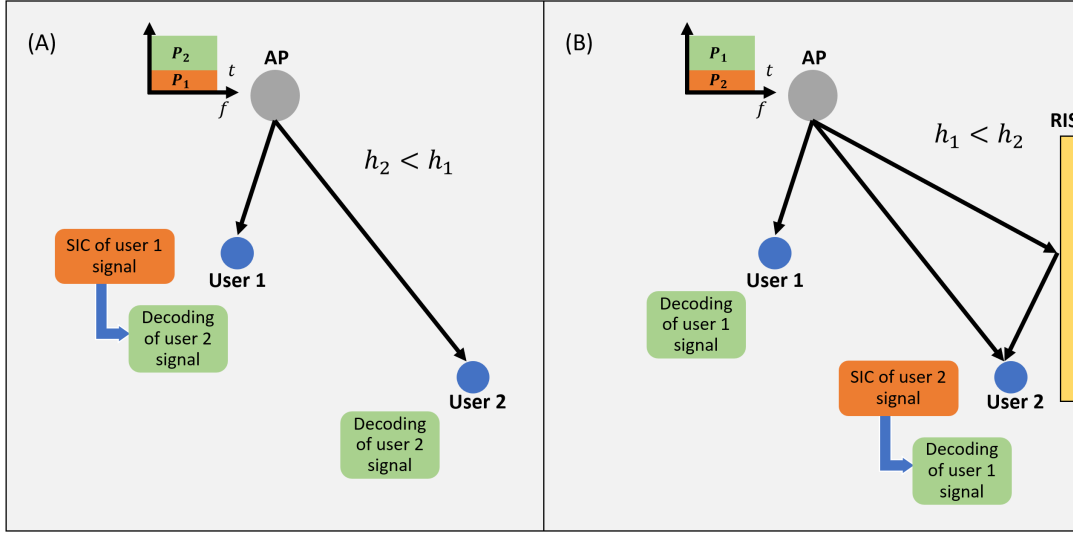 (A)
P₂
P₁
t
f
AP
h₂ < h₁
SIC of user 1
signal
User 1
Decoding
of user 2
signal
User 2
Decoding
of user 2
signal
(B)
P₁
P₂
t
f
AP
h₁ < h₂
RIS
User 1
Decoding
of user 1
signal
SIC of user 2
signal
User 2
Decoding
of user 1
signal